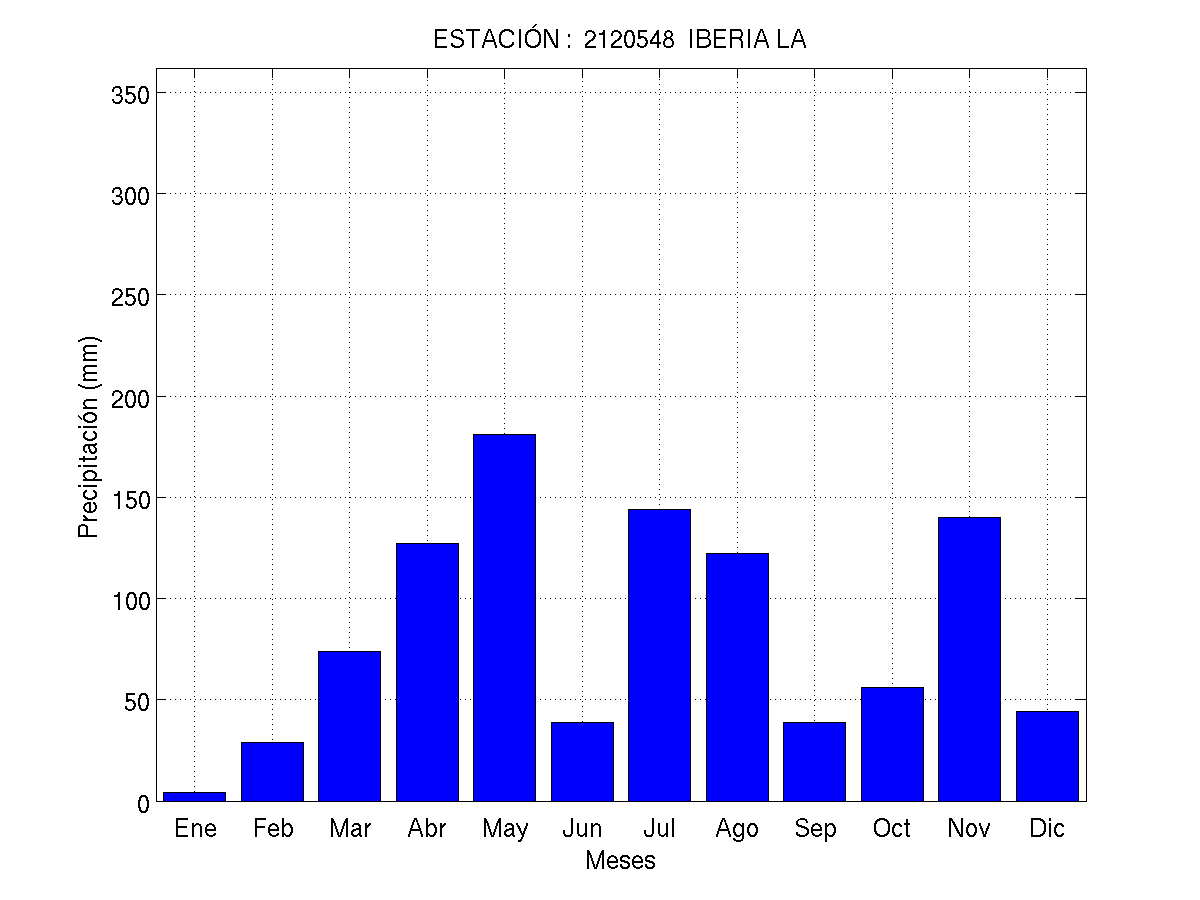 ESTACIÓN : 2120548 IBERIA LA
350
300
250
200
150
100
50
0
Precipitación (mm)
Ene Feb Mar Abr May Jun Jul Ago Sep Oct Nov Dic
Meses